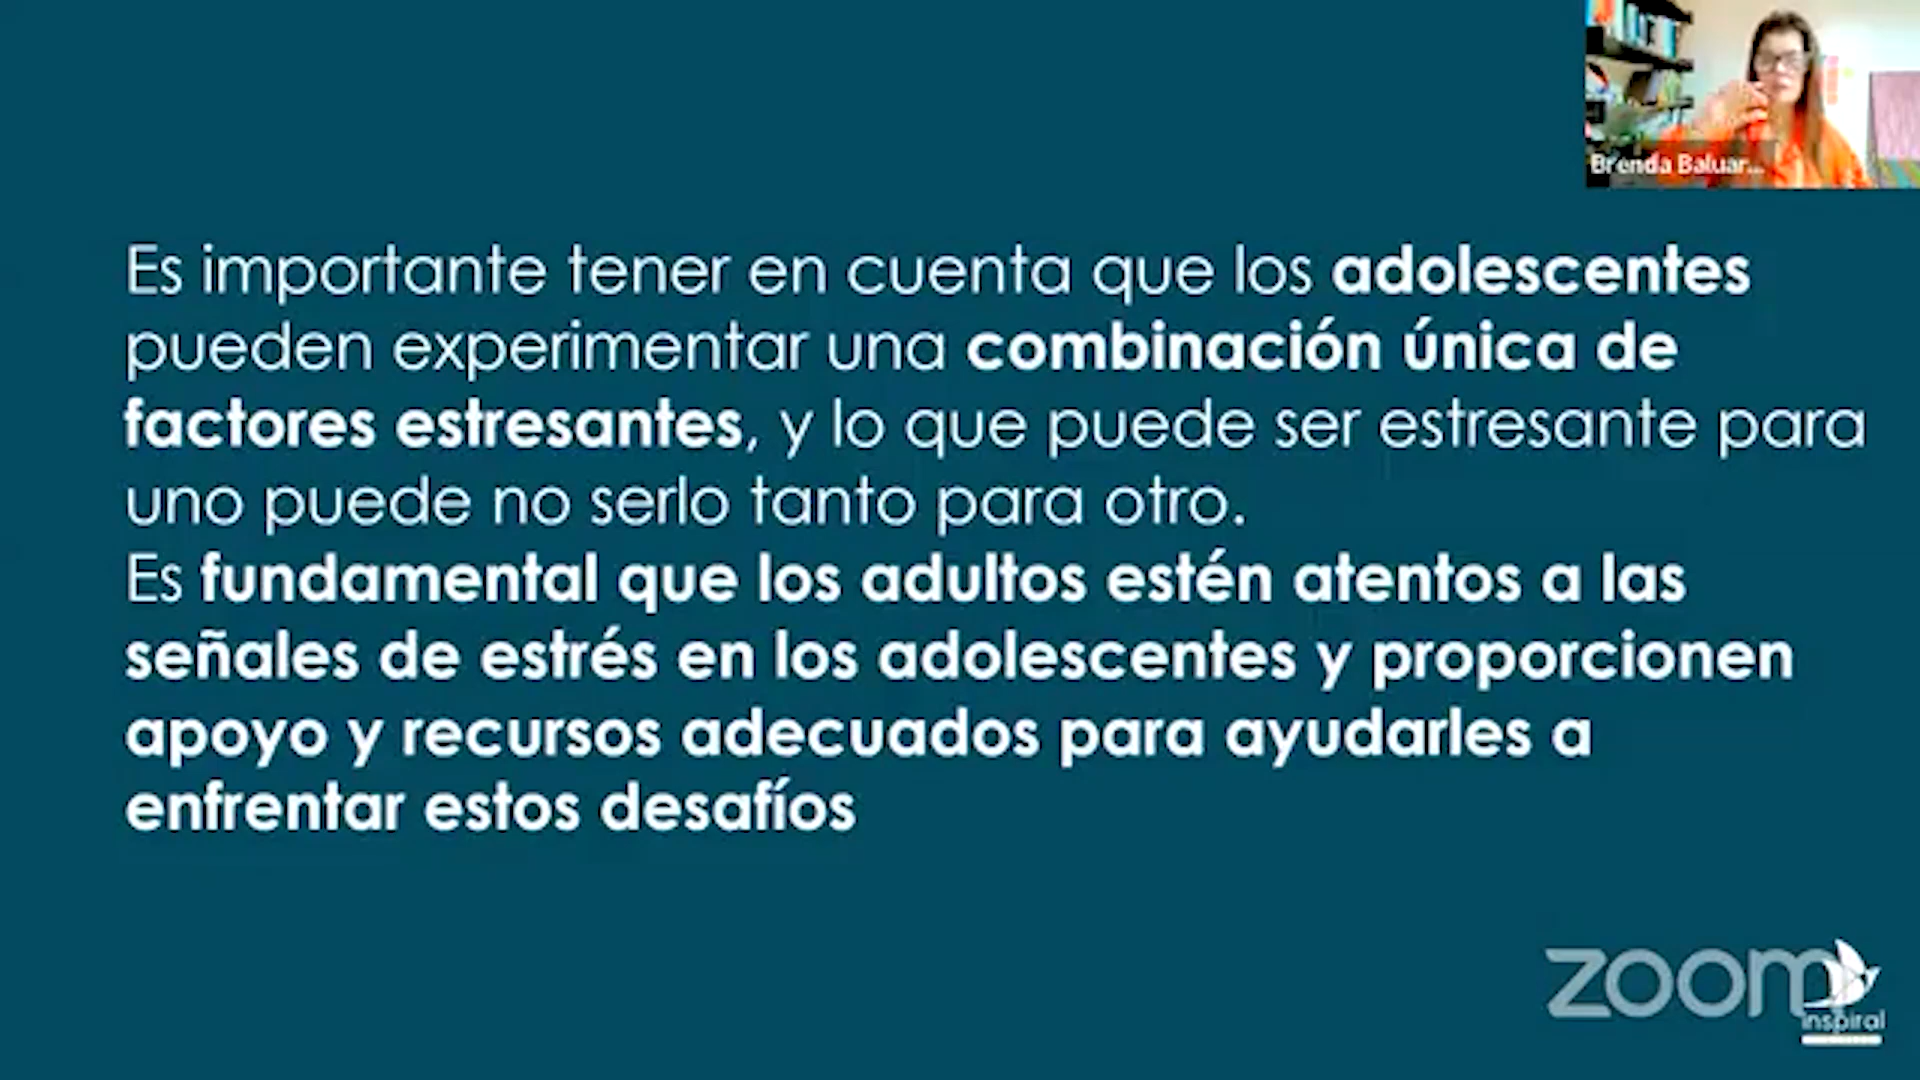 Brenda Baluar...
Es importante tener en cuenta que los adolescentes
pueden experimentar una combinación única de
factores estresantes, y lo que puede ser estresante para
uno puede no serlo tanto para otro.
Es fundamental que los adultos estén atentos a las
señales de estrés en los adolescentes y proporcionen
apoyo y recursos adecuados para ayudarles a
enfrentar estos desafíos
zoom
inspiral